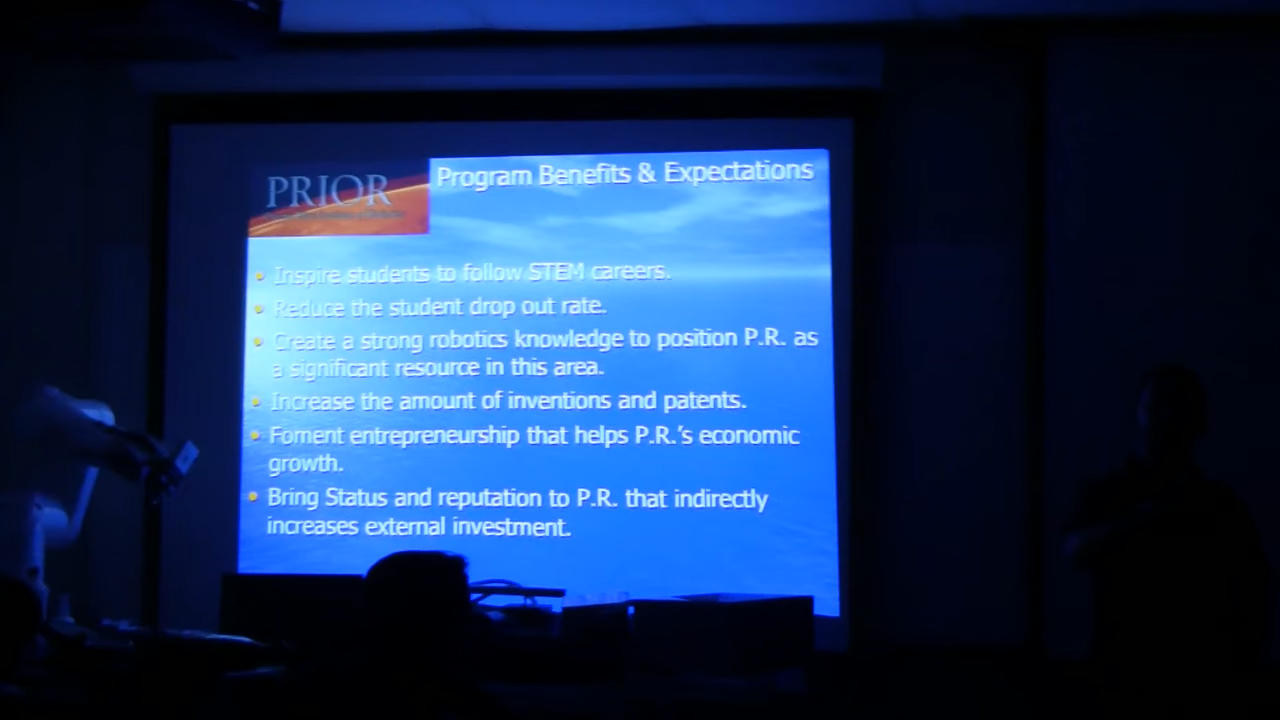 PRIOR
Program Benefits & Expectations
Inspire students to follow STEM careers.
Reduce the student drop out rate.
Create a strong robotics knowledge to position P.R. as
a significant resource in this area.
Increase the amount of inventions and patents.
Foment entrepreneurship that helps P.R.'s economic
growth.
Bring Status and reputation to P.R. that indirectly
increases external investment.